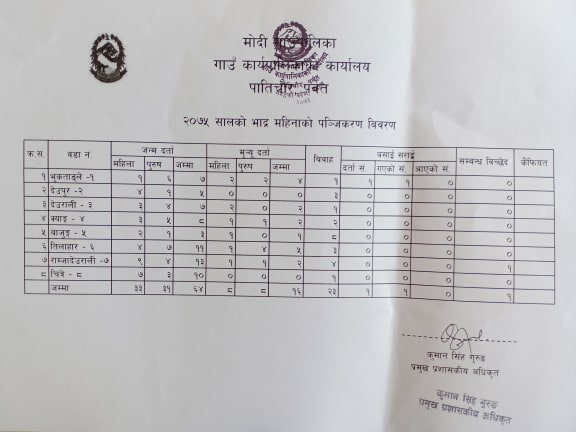 मोदी गाउँपालिका
गाउँ कार्यपालिकाको कार्यालय
पातिचौर पर्वत
२०७५ सालको भाद्र महिनाको पञ्जिकरण विवरण
क्र.स. वडा नं. जन्म दर्ता मृत्यू दर्ता विवाह बसाई सराई सम्वन्ध विच्छेद कैफियत
महिला पुरुष जम्मा महिला पुरुष जम्मा दर्ता सं. गएको सं. आएको सं.
१ भुकताङ्ले -१ १ ६ ७ २ २ ४ १ १ १ ० ०
२ देउपुर -२ ४ १ ५ ० ० ० ३ ० ० ० ०
३ देउराली - ३ ३ ४ ७ २ ० २ १ ० ० ० ०
४ क्याङ - ४ ३ ५ ८ १ १ २ २ ० ० ० ०
५ वाजुङ - ५ २ १ ३ १ ० १ ८ ० ० ० ०
६ तिलाहार - ६ ४ ७ ११ १ ४ ५ ३ ० ० ० ०
७ राम्जादेउराली -७ ९ ४ १३ १ १ २ ४ ० ० ० १
८ चित्रे - ८ ७ ३ १० ० ० ० १ ० ० ० ०
जम्मा ३३ ३१ ६४ ८ ८ १६ २३ १ १ ० १
कुमान सिंह गुरुङ
प्रमुख प्रशासकीय अधिकृत
कुमान सिंह गुरुङ
प्रमुख प्रशासकीय अधिकृत